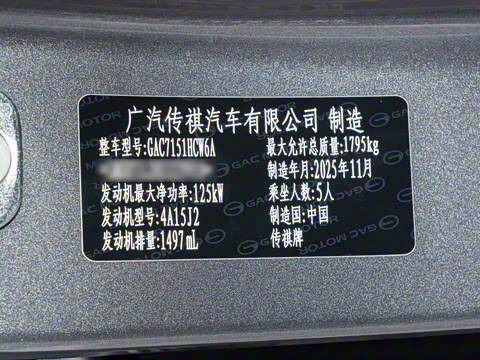 广汽传祺汽车有限公司 制造
整车型号:GAC7151HCW6A
最大允许总质量:1795kg
制造年月:2025年11月
发动机最大净功率:125kW
乘坐人数:5人
发动机型号:4A15J2
制造国:中国
发动机排量:1497mL
传祺牌